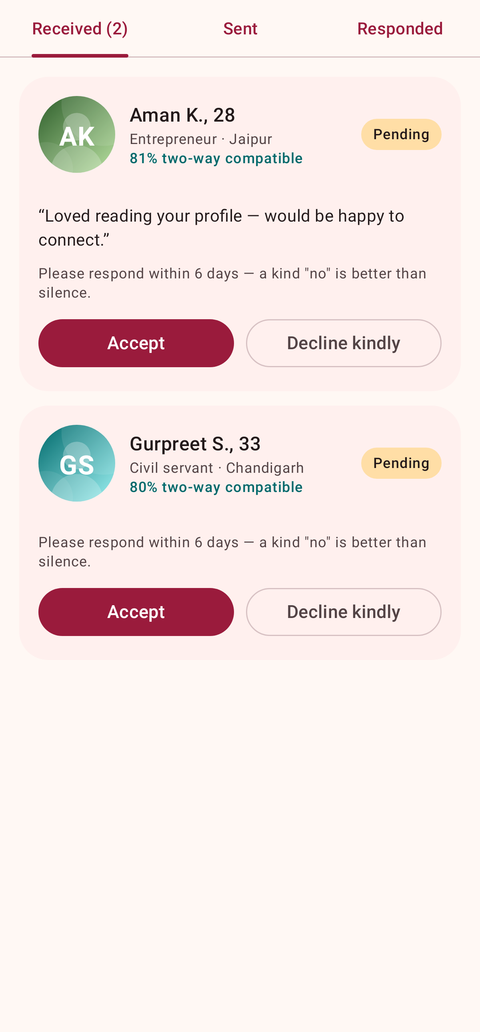 Received (2)
Sent
Responded
AK
Aman K., 28
Entrepreneur · Jaipur
81% two-way compatible
Pending
“Loved reading your profile — would be happy to
connect.”
Please respond within 6 days — a kind "no" is better than
silence.
Accept
Decline kindly
GS
Gurpreet S., 33
Civil servant · Chandigarh
80% two-way compatible
Pending
Please respond within 6 days — a kind "no" is better than
silence.
Accept
Decline kindly